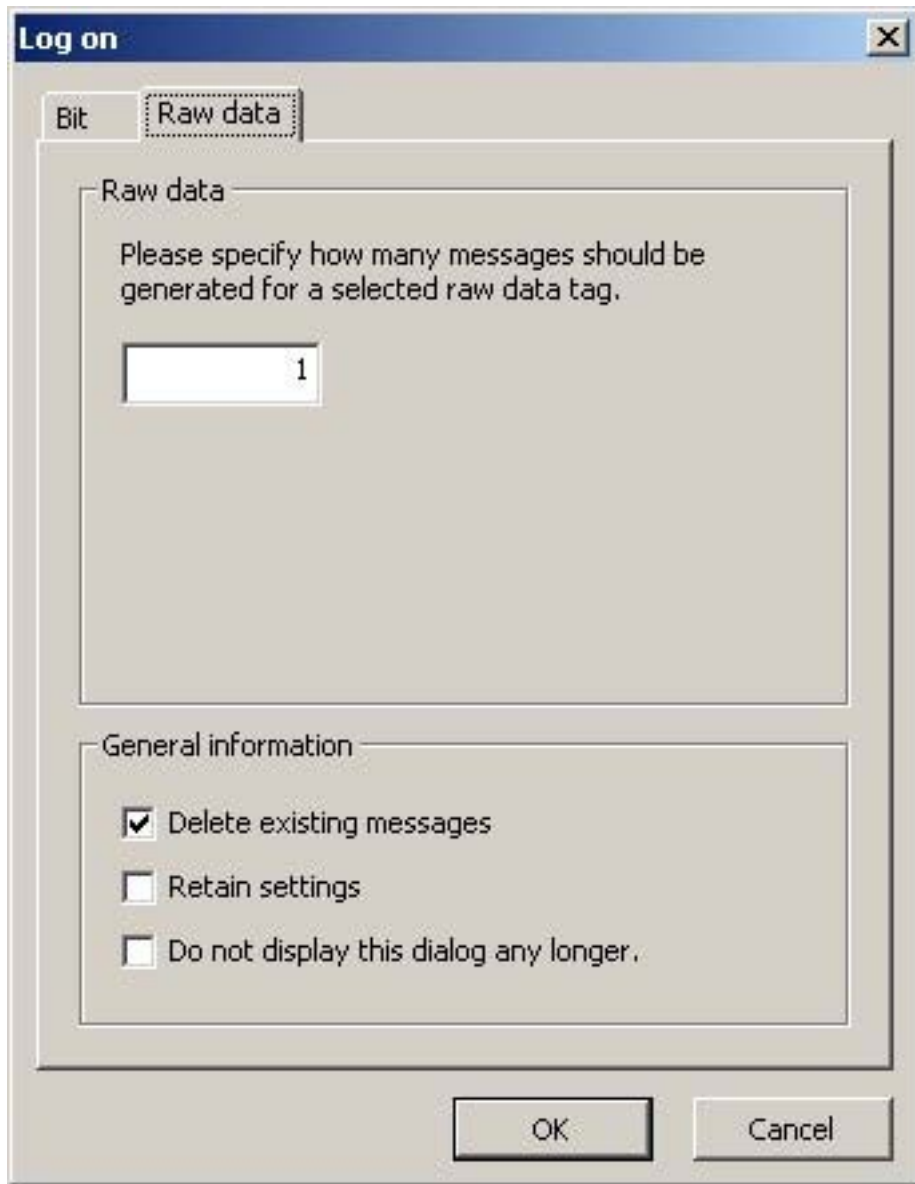 Log on
Bit
Raw data
Raw data
Please specify how many messages should be
generated for a selected raw data tag.
1
General information
Delete existing messages
Retain settings
Do not display this dialog any longer.
OK
Cancel